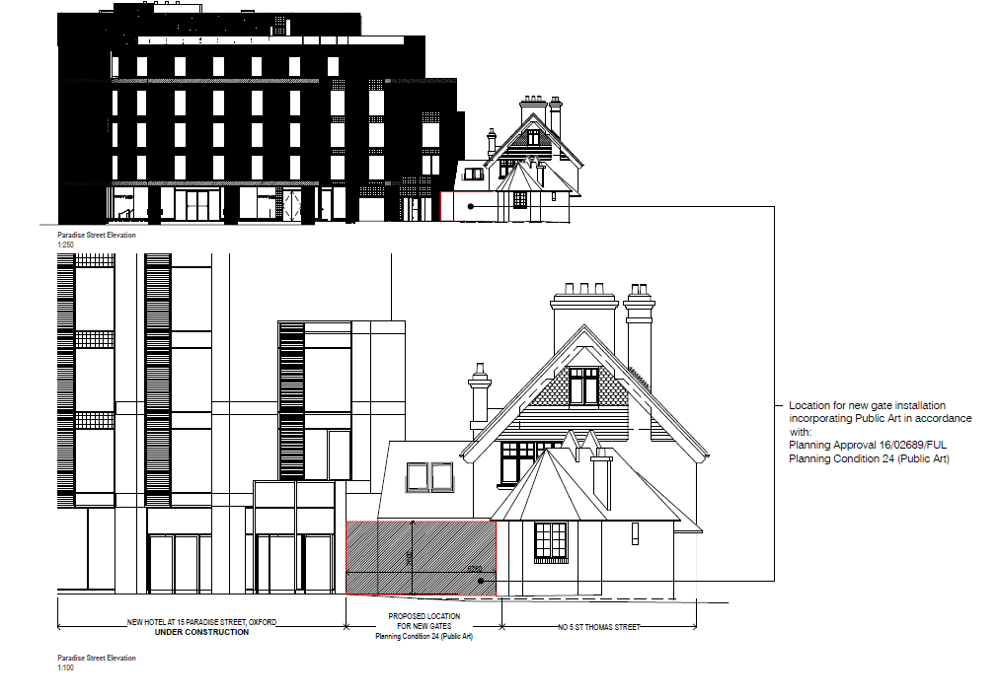 Paradise Street Elevation
1:250
Location for new gate installation
incorporating Public Art in accordance
with:
Planning Approval 16/02689/FUL
Planning Condition 24 (Public Art)
NEW HOTEL AT 15 PARADISE STREET, OXFORD
UNDER CONSTRUCTION
PROPOSED LOCATION
FOR NEW GATES
Planning Condition 24 (Public Art)
NO 5 ST THOMAS STREET
Paradise Street Elevation
1:100